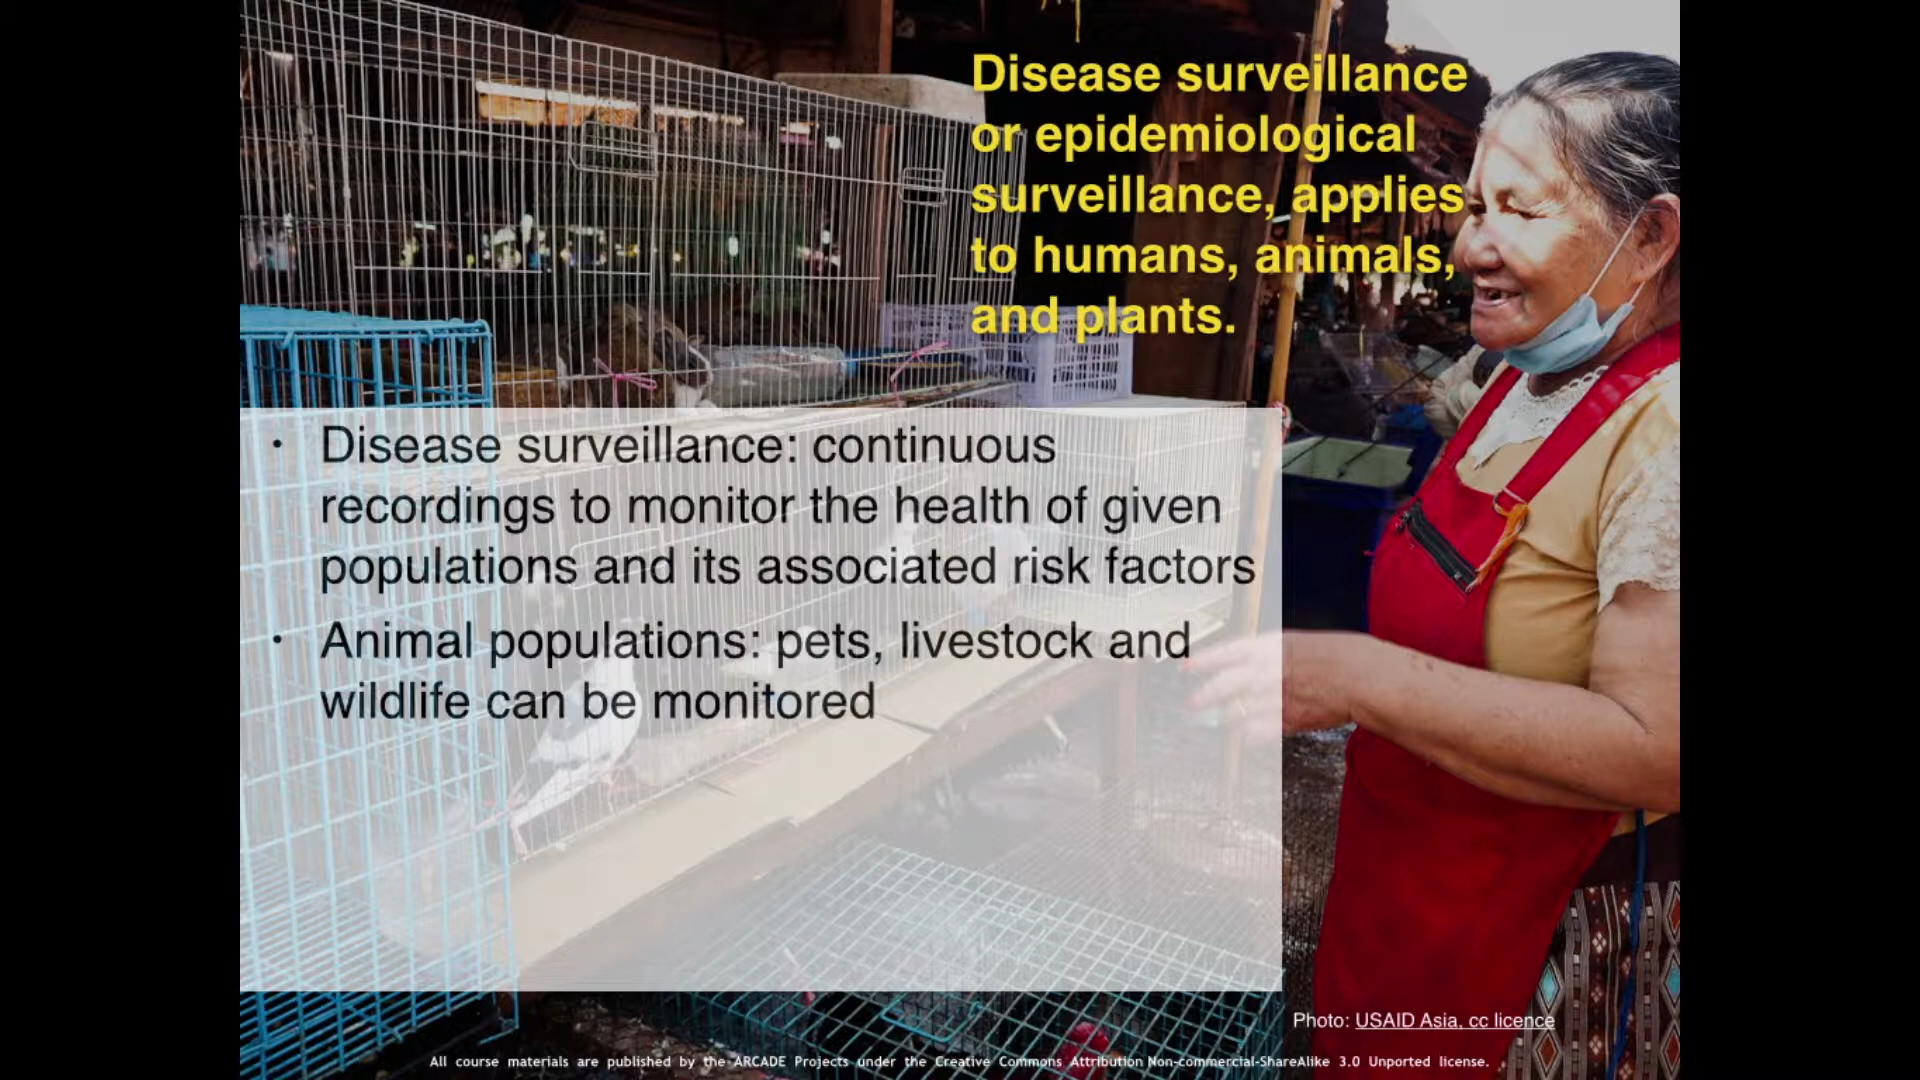 Disease surveillance
or epidemiological
surveillance, applies
to humans, animals,
and plants.
• Disease surveillance: continuous
recordings to monitor the health of given
populations and its associated risk factors
• Animal populations: pets, livestock and
wildlife can be monitored
Photo: USAID Asia, cc licence
All course materials are published by the ARCADE Projects under the Creative Commons Attribution Non-commercial-ShareAlike 3.0 Unported license.